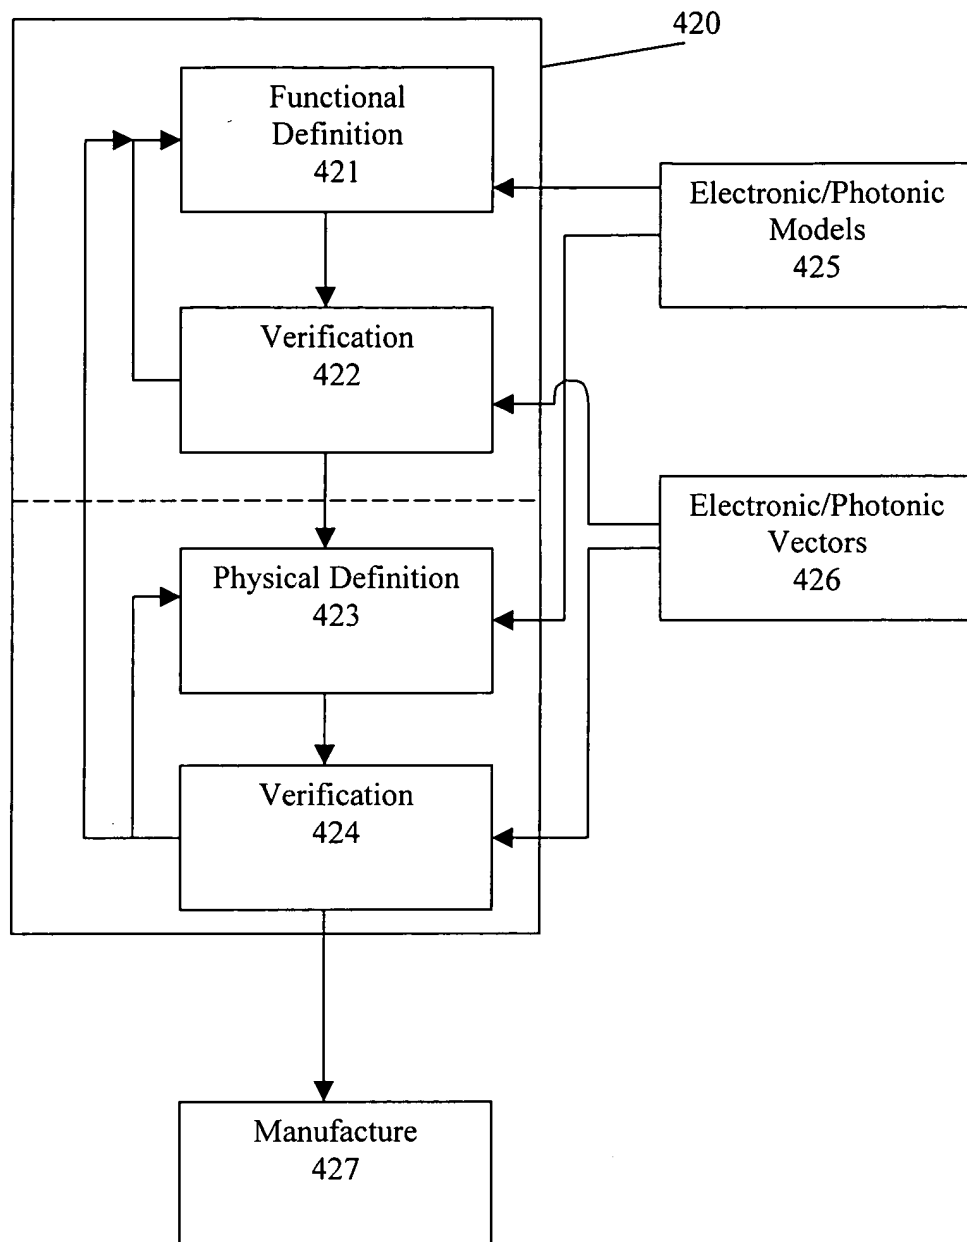 420
Functional
Definition
421
Electronic/Photonic
Models
425
Verification
422
Electronic/Photonic
Vectors
426
Physical Definition
423
Verification
424
Manufacture
427